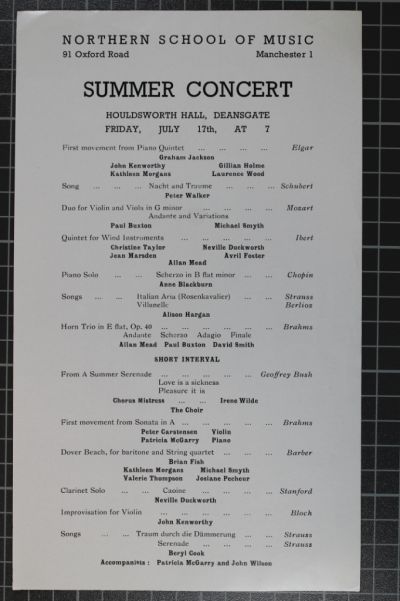 NORTHERN SCHOOL OF MUSIC
91 Oxford Road Manchester 1
SUMMER CONCERT
HOULDSWORTH HALL, DEANSGATE
FRIDAY, JULY 17th, AT 7
First movement from Piano Quintet ... ... ... ... Elgar
Graham Jackson
John Kenworthy Gillian Holme
Kathleen Morgans Laurence Wood
Song ... ... ... Nacht und Traume ... ... ... Schubert
Peter Walker
Duo for Violin and Viola in G minor ... ... ... ... Mozart
Andante and Variations
Paul Buxton Michael Smyth
Quintet for Wind Instruments ... ... ... ... ... Ibert
Christine Taylor Neville Duckworth
Jean Marsden Avril Foster
Allan Mead
Piano Solo ... ... Scherzo in B flat minor ... ... Chopin
Anne Blackburn
Songs ... ... Italian Aria (Rosenkavalier) ... ... Strauss
Villanelle Berlioz
Alison Hargan
Horn Trio in E flat, Op. 40 ... ... ... ... ... Brahms
Andante Scherzo Adagio Finale
Allan Mead Paul Buxton David Smith
SHORT INTERVAL
From A Summer Serenade ... ... ... ... Geoffrey Bush
Love is a sickness
Pleasure it is
Chorus Mistress ... ... Irene Wilde
The Choir
First movement from Sonata in A ... ... ... ... ... Brahms
Peter Carstensen Violin
Patricia McGarry Piano
Dover Beach, for baritone and String quartet ... ... ... Barber
Brian Fish
Kathleen Morgans Michael Smyth
Valerie Thompson Josiane Pecheur
Clarinet Solo ... ... Caoine ... ... ... ... Stanford
Neville Duckworth
Improvisation for Violin ... ... ... ... ... ... Bloch
John Kenworthy
Songs ... ... Traum durch die Dämmerung ... ... Strauss
Serenade ... ... ... ... Strauss
Beryl Cook
Accompanists : Patricia McGarry and John Wilson